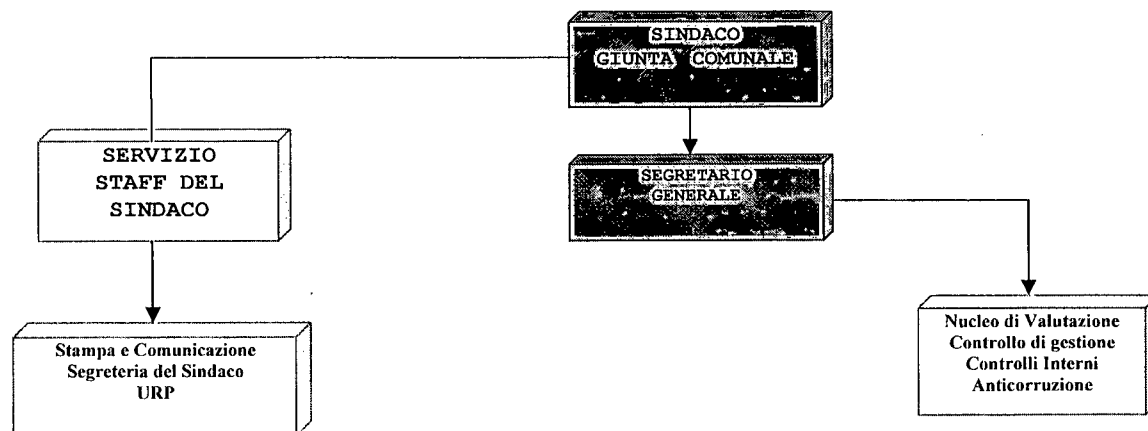 SINDACO
GIUNTA COMUNALE
SERVIZIO
STAFF DEL
SINDACO
SEGRETARIO
GENERALE
Stampa e Comunicazione
Segreteria del Sindaco
URP
Nucleo di Valutazione
Controllo di gestione
Controlli Interni
Anticorruzione